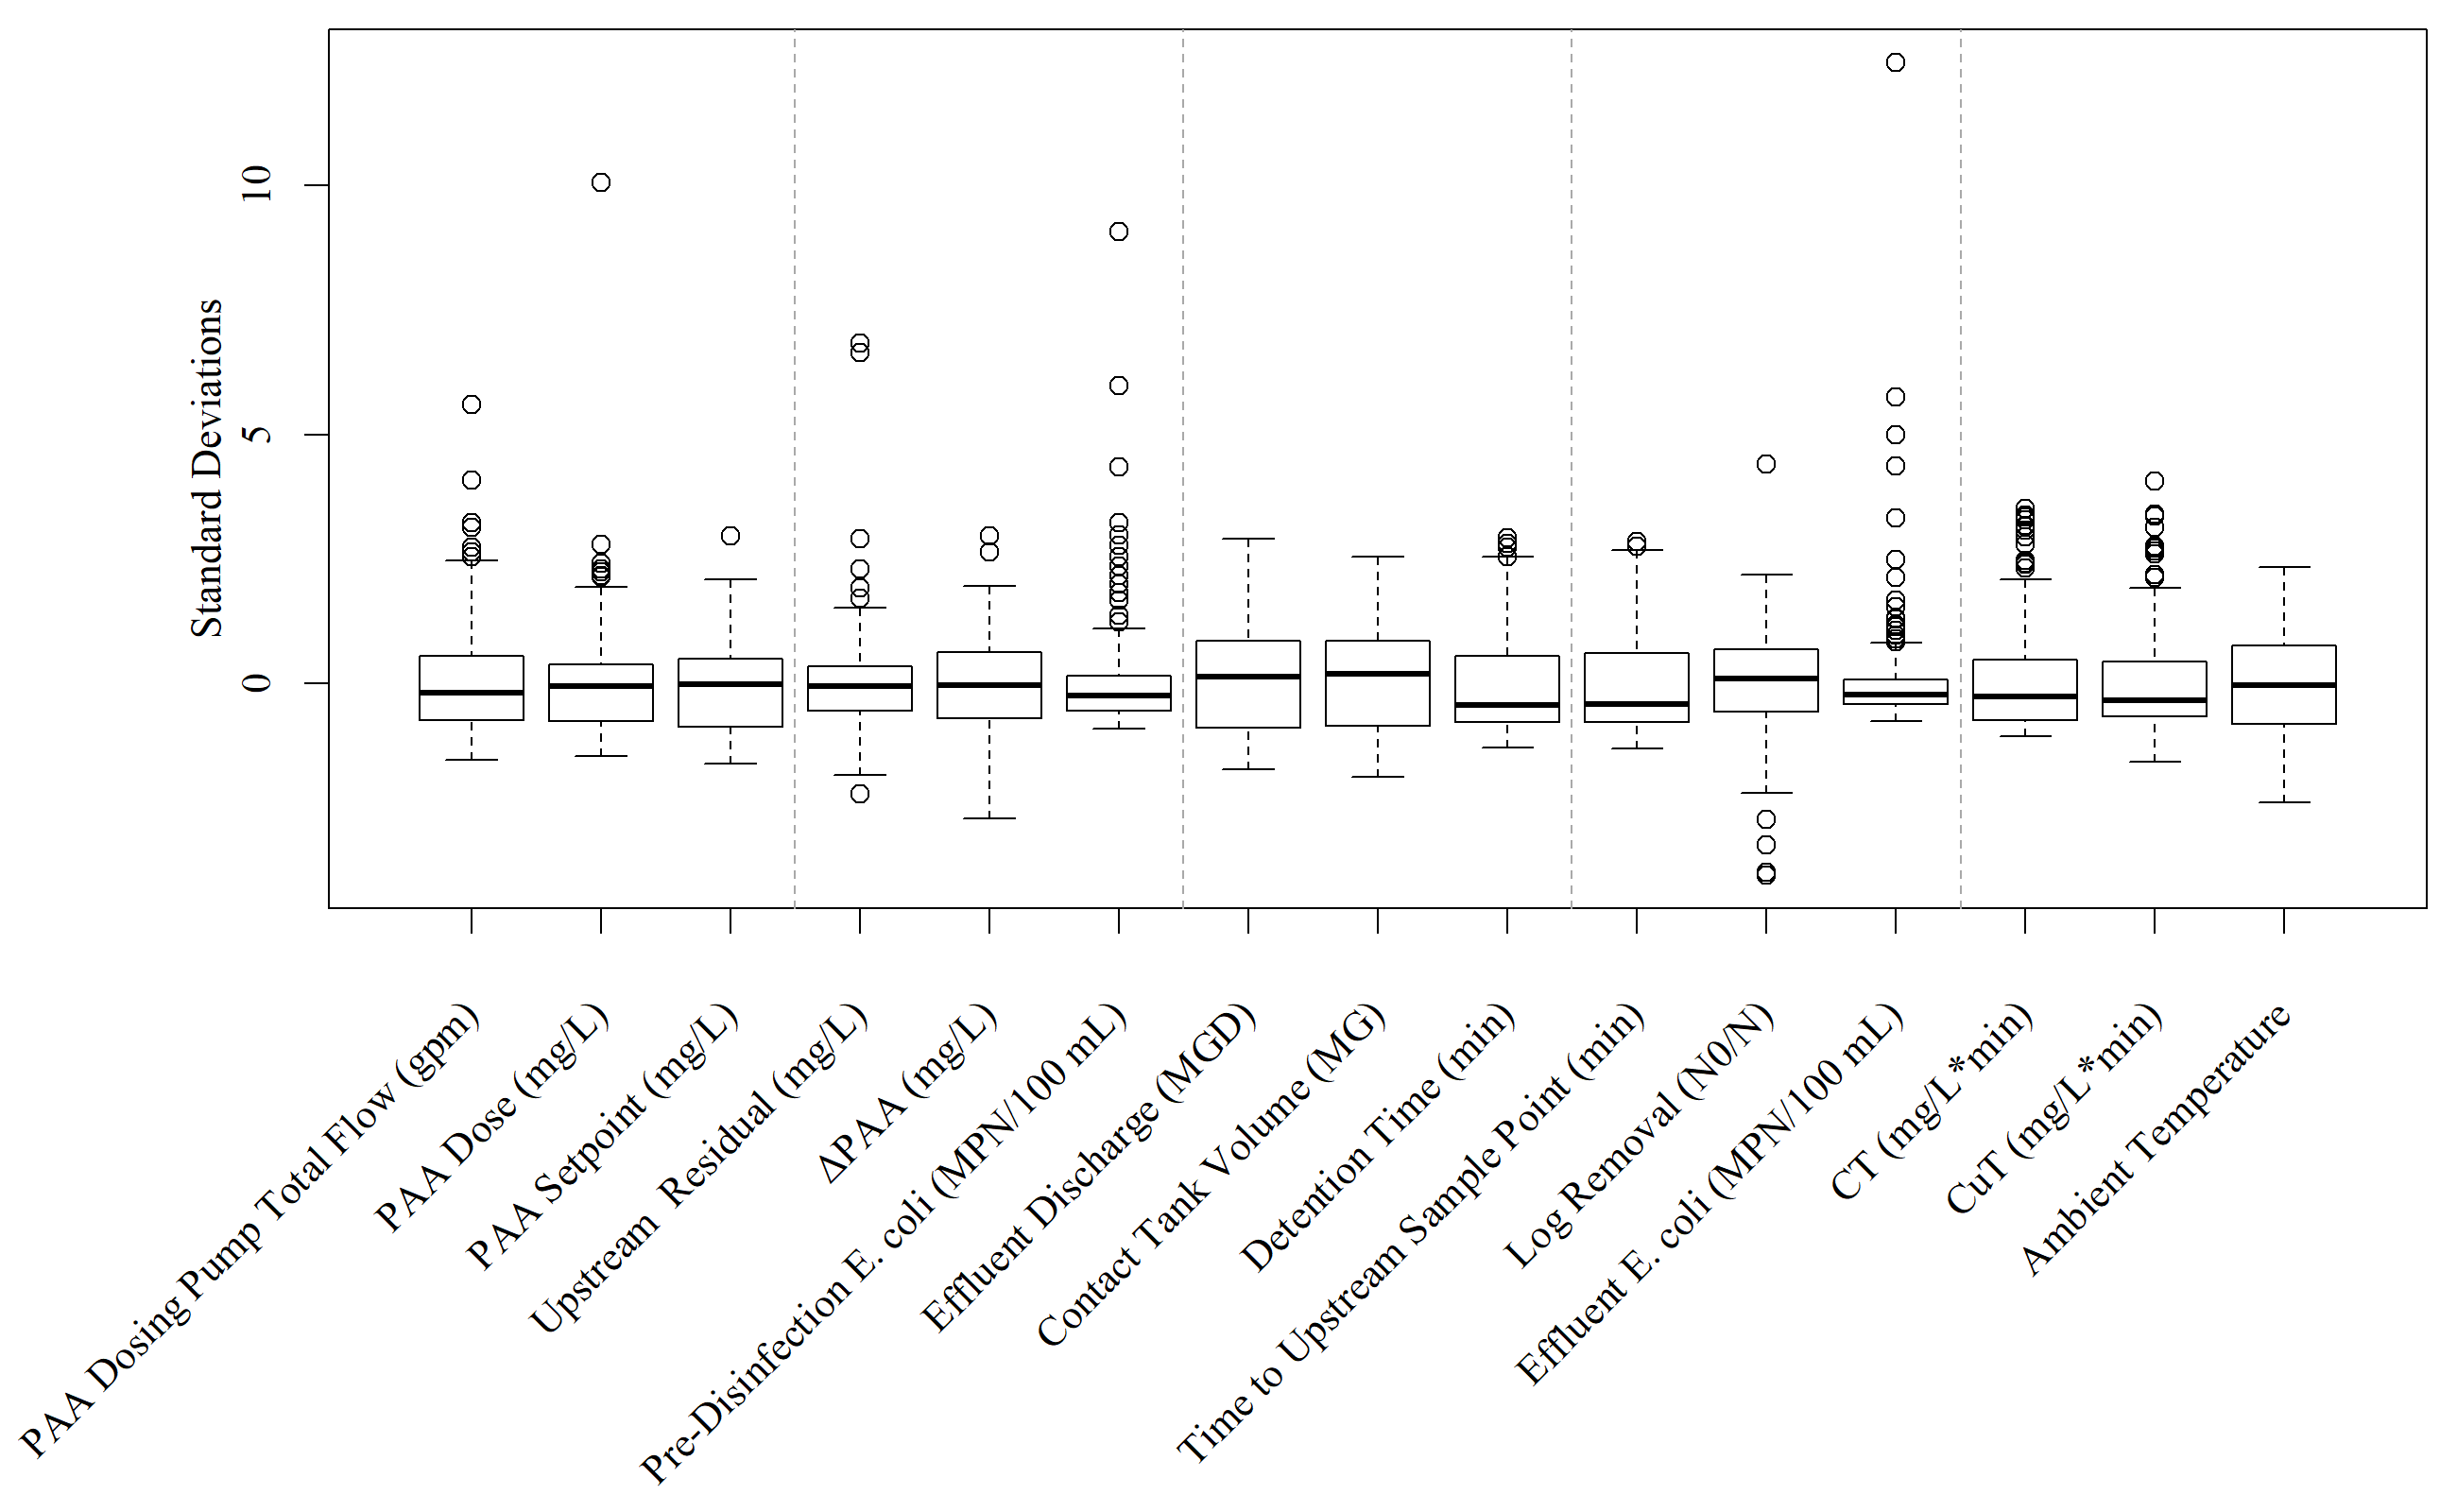 Standard Deviations
10
5
0
PAA Dosing Pump Total Flow (gpm)
PAA Dose (mg/L)
PAA Setpoint (mg/L)
Upstream  Residual (mg/L)
ΔPAA (mg/L)
Pre-Disinfection E. coli (MPN/100 mL)
Effluent Discharge (MGD)
Contact Tank Volume (MG)
Detention Time (min)
Time to Upstream Sample Point (min)
Log Removal (N0/N)
Effluent E. coli (MPN/100 mL)
CT (mg/L*min)
CuT (mg/L*min)
Ambient Temperature